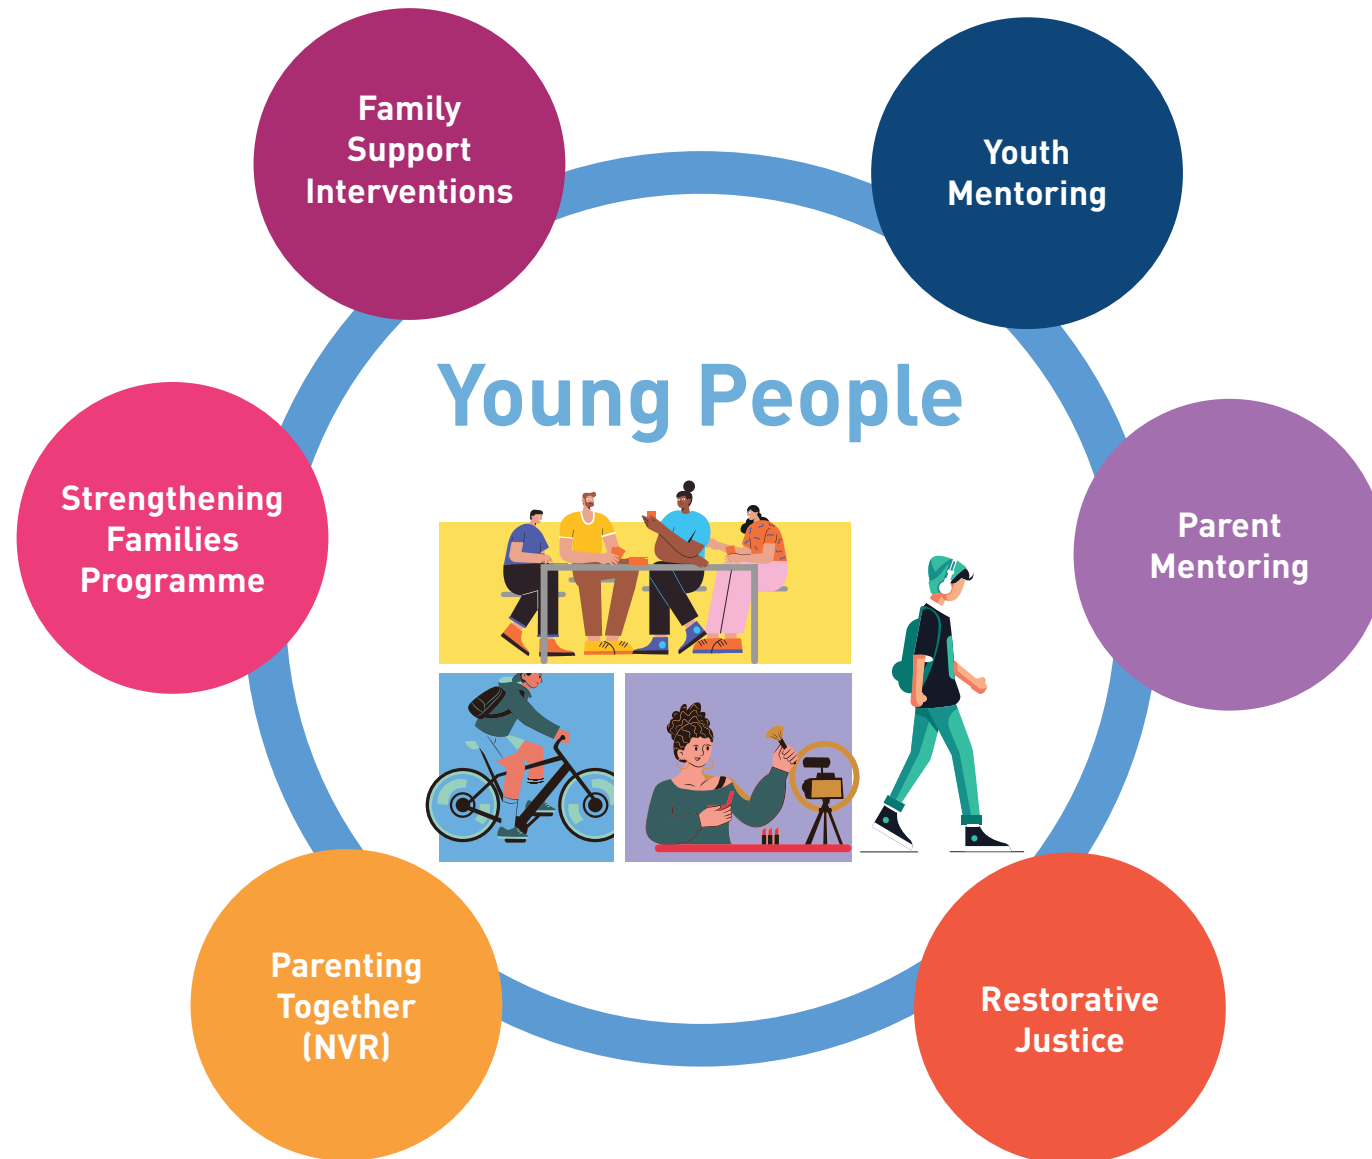 Family
Support
Interventions
Youth
Mentoring
Young People
Strengthening
Families
Programme
Parent
Mentoring
Parenting
Together
(NVR)
Restorative
Justice